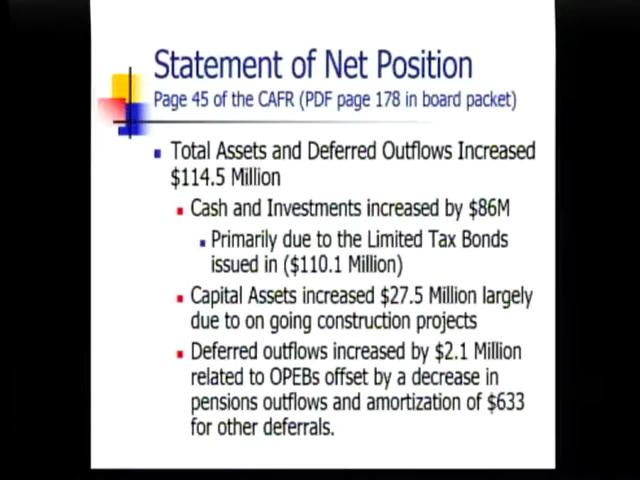 Statement of Net Position
Page 45 of the CAFR (PDF page 178 in board packet)
Total Assets and Deferred Outflows Increased
$114.5 Million
Cash and Investments increased by $86M
Primarily due to the Limited Tax Bonds
issued in ($110.1 Million)
Capital Assets increased $27.5 Million largely
due to on going construction projects
Deferred outflows increased by $2.1 Million
related to OPEBs offset by a decrease in
pensions outflows and amortization of $633
for other deferrals.